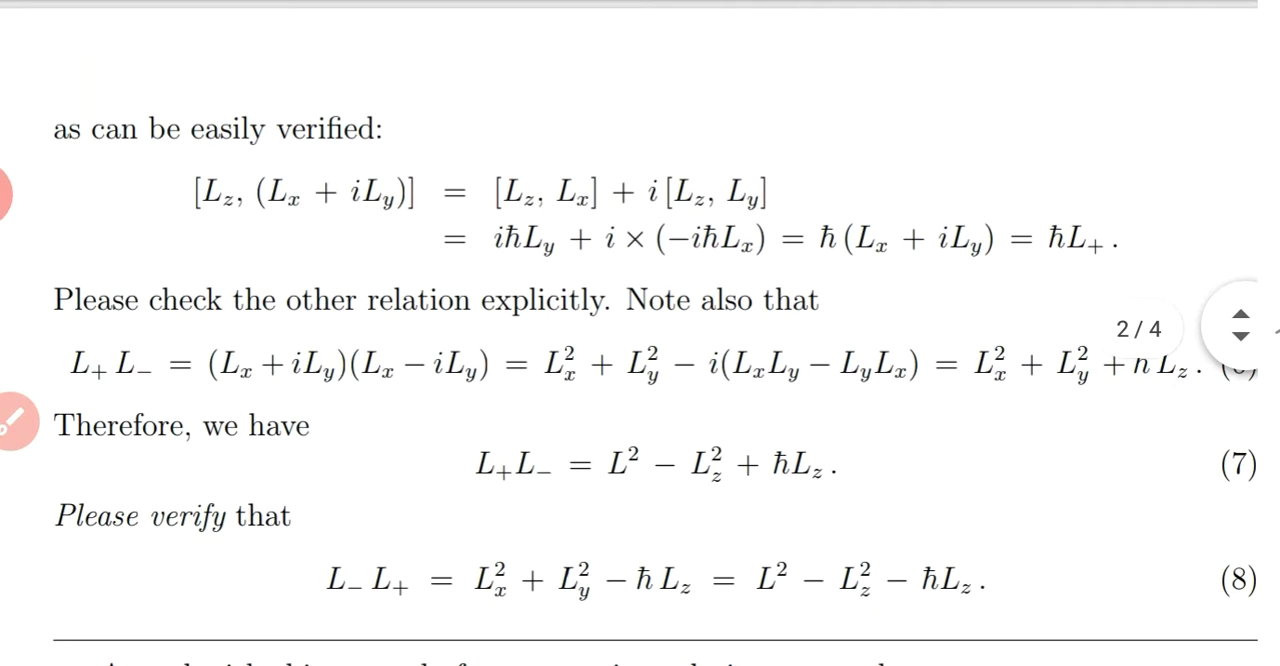 as can be easily verified:
[L_z, (L_x + iL_y)] = [L_z, L_x] + i [L_z, L_y]
= iħL_y + i × (−iħL_x) = ħ (L_x + iL_y) = ħL_+ .
Please check the other relation explicitly. Note also that
2 / 4
L_+ L_− = (L_x + iL_y)(L_x − iL_y) = L_x^2 + L_y^2 − i(L_xL_y − L_yL_x) = L_x^2 + L_y^2 + ħ L_z .
Therefore, we have
L_+L_− = L^2 − L_z^2 + ħL_z . (7)
Please verify that
L_− L_+ = L_x^2 + L_y^2 − ħ L_z = L^2 − L_z^2 − ħL_z . (8)